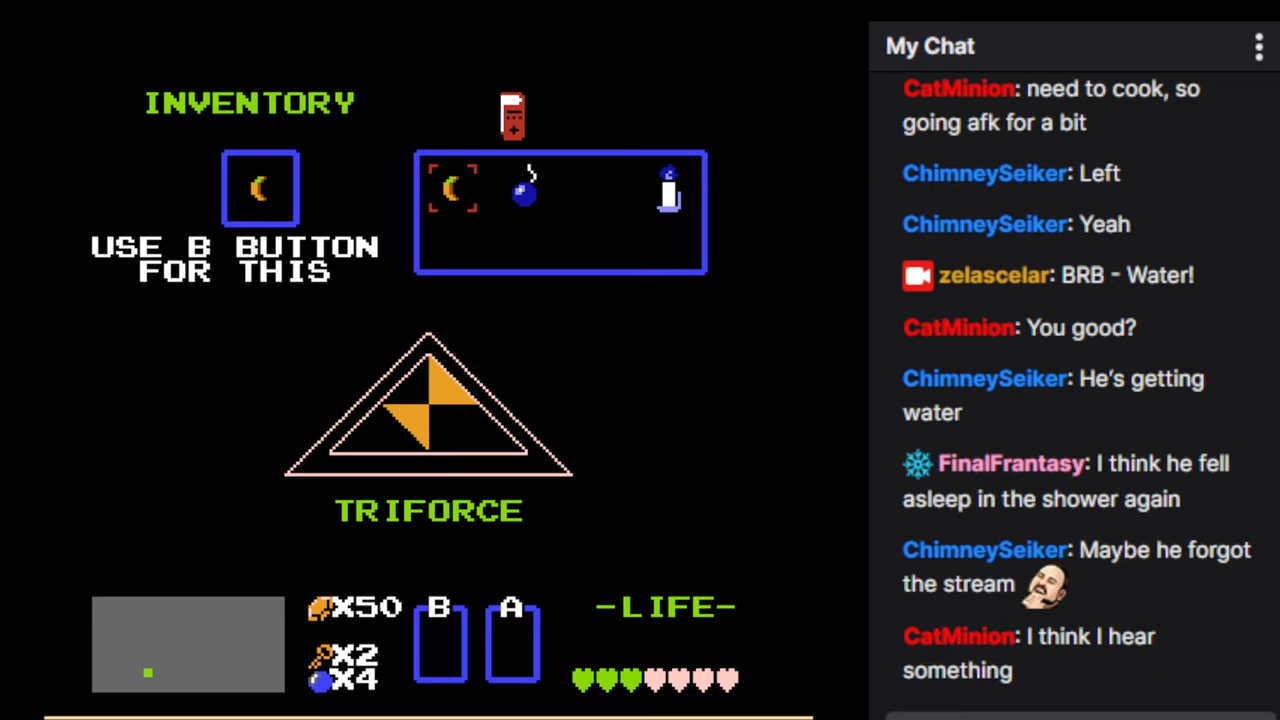 INVENTORY
USE B BUTTON
FOR THIS
TRIFORCE
X50
X2
X4
B
A
-LIFE-
My Chat
CatMinion: need to cook, so
going afk for a bit
ChimneySeiker: Left
ChimneySeiker: Yeah
zelascelar: BRB - Water!
CatMinion: You good?
ChimneySeiker: He's getting
water
FinalFrantasy: I think he fell
asleep in the shower again
ChimneySeiker: Maybe he forgot
the stream
CatMinion: I think I hear
something